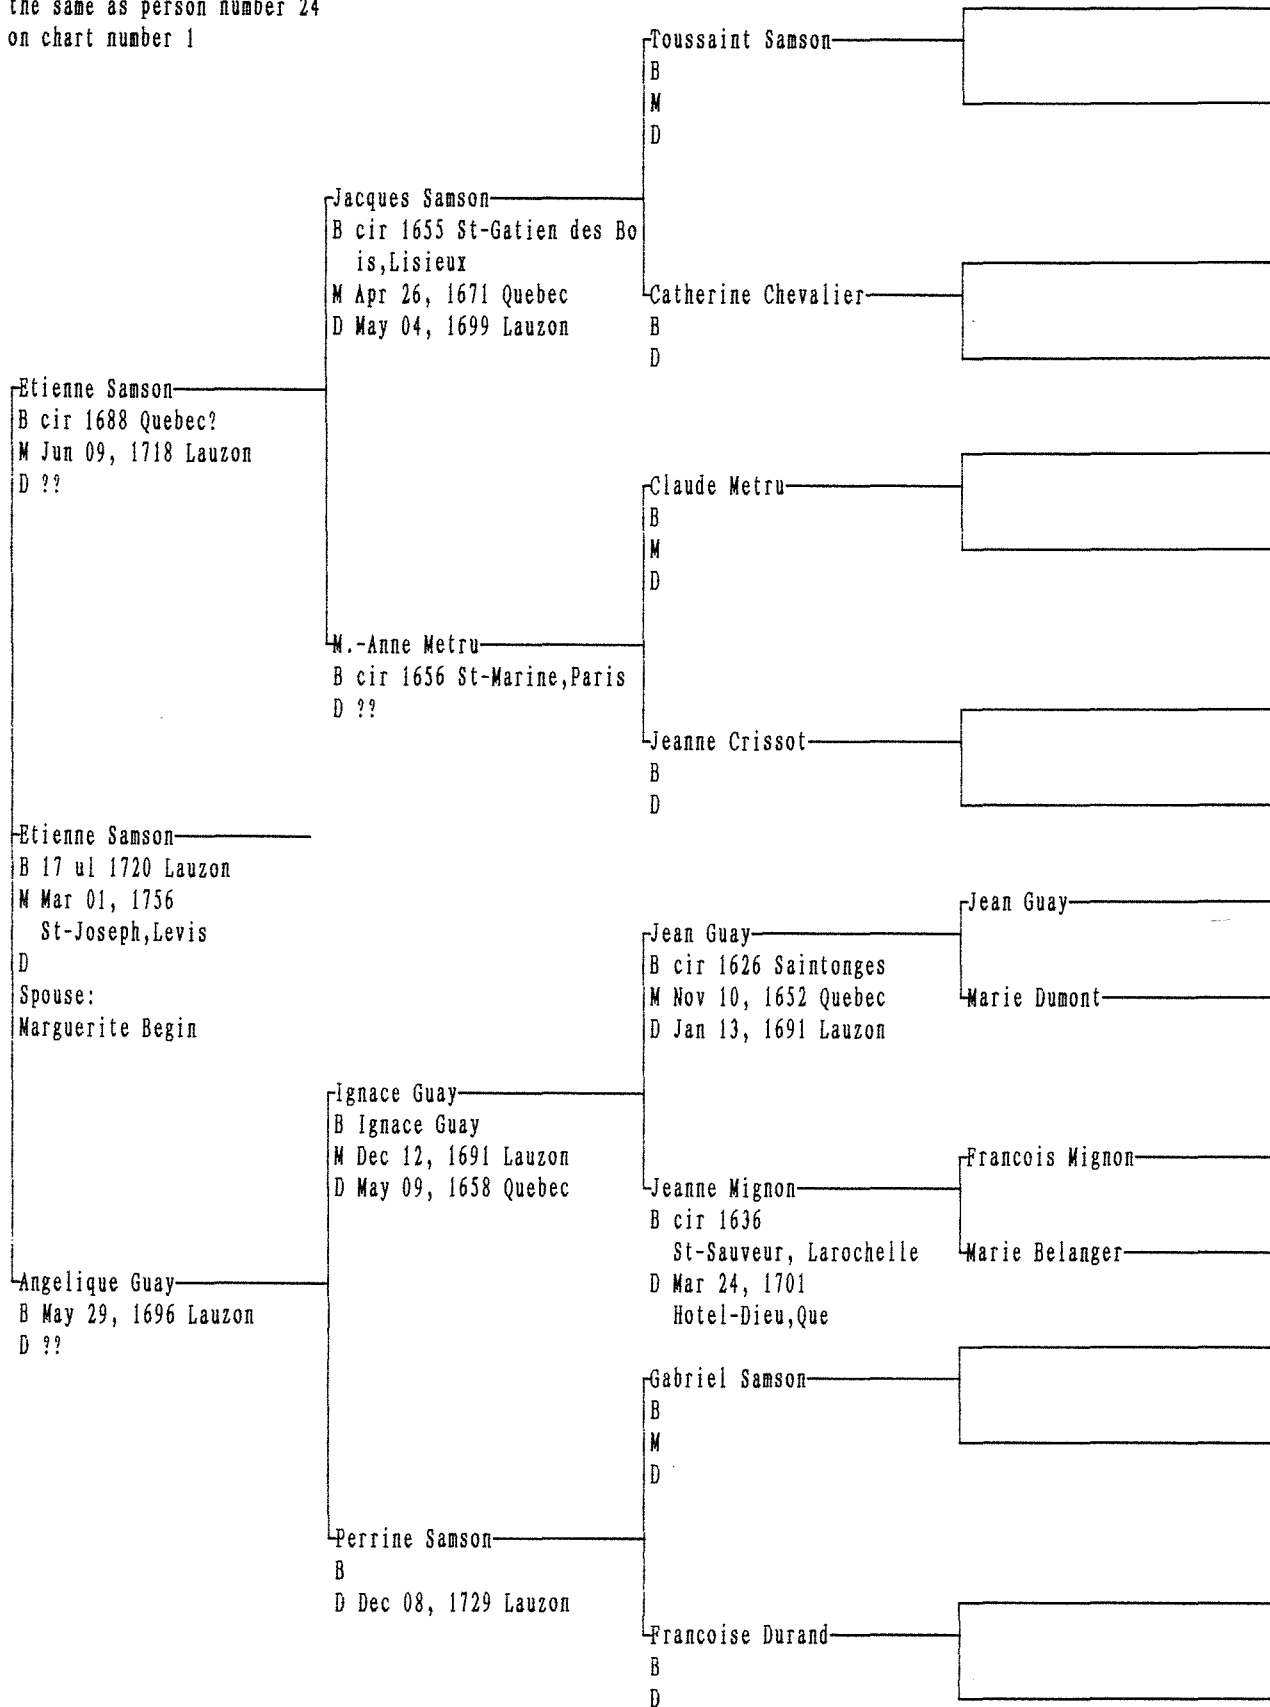 the same as person number 24
on chart number 1
Toussaint Samson
B
M
D
Jacques Samson
B cir 1655 St-Gatien des Bo
is,Lisieux
M Apr 26, 1671 Quebec
D May 04, 1699 Lauzon
Catherine Chevalier
B
D
Etienne Samson
B cir 1688 Quebec?
M Jun 09, 1718 Lauzon
D ??
Claude Metru
B
M
D
M.-Anne Metru
B cir 1656 St-Marine,Paris
D ??
Jeanne Crissot
B
D
Etienne Samson
B 17 ul 1720 Lauzon
M Mar 01, 1756
St-Joseph,Levis
D
Spouse:
Marguerite Begin
Jean Guay
Jean Guay
B cir 1626 Saintonges
M Nov 10, 1652 Quebec
D Jan 13, 1691 Lauzon
Marie Dumont
Ignace Guay
B Ignace Guay
M Dec 12, 1691 Lauzon
D May 09, 1658 Quebec
Francois Mignon
Jeanne Mignon
B cir 1636
St-Sauveur, Larochelle
D Mar 24, 1701
Hotel-Dieu,Que
Marie Belanger
Angelique Guay
B May 29, 1696 Lauzon
D ??
Gabriel Samson
B
M
D
Perrine Samson
B
D Dec 08, 1729 Lauzon
Francoise Durand
B
D